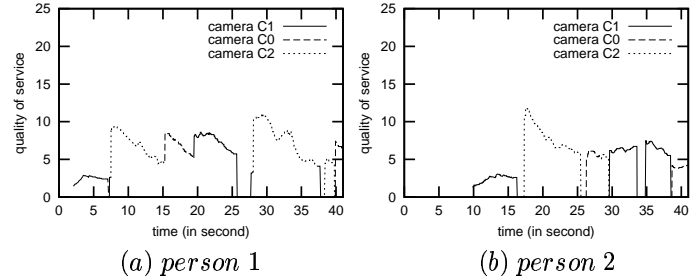 25
20
15
10
5
0
quality of service
0 5 10 15 20 25 30 35 40
time (in second)
camera C1
camera C0
camera C2
(a) person 1
25
20
15
10
5
0
quality of service
0 5 10 15 20 25 30 35 40
time (in second)
camera C1
camera C0
camera C2
(b) person 2